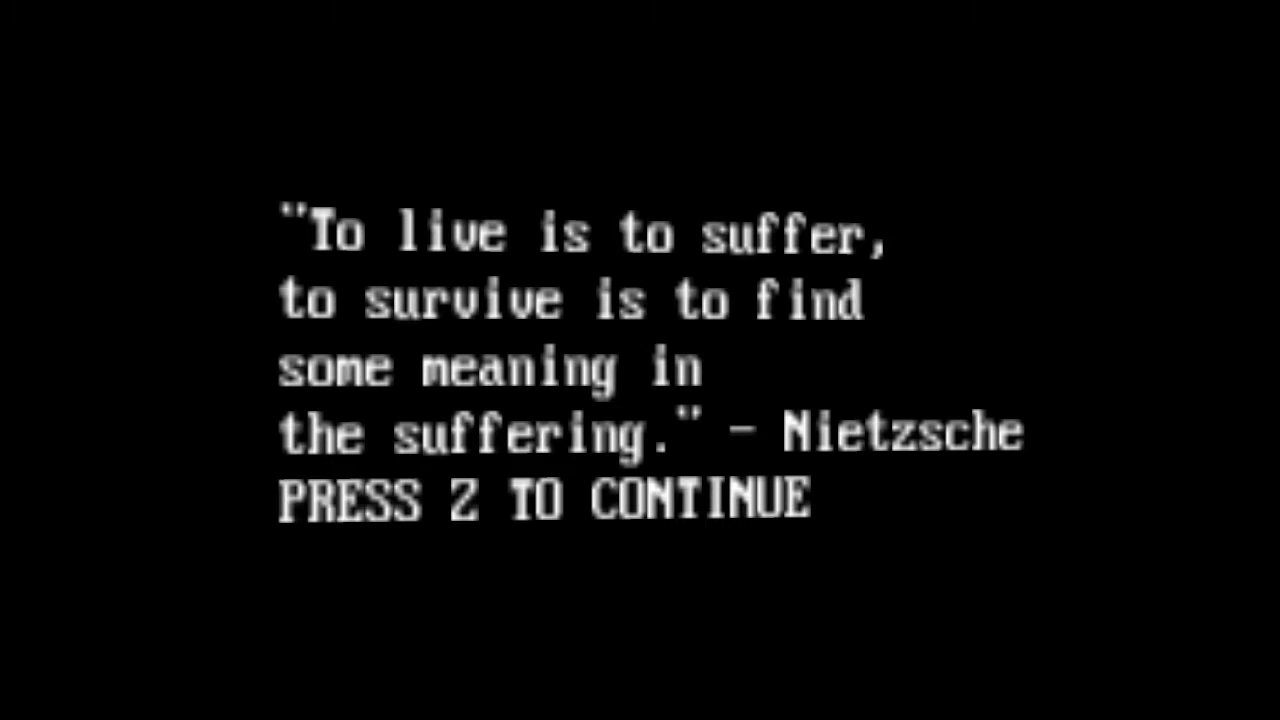 "To live is to suffer,
to survive is to find
some meaning in
the suffering." - Nietzsche
PRESS Z TO CONTINUE